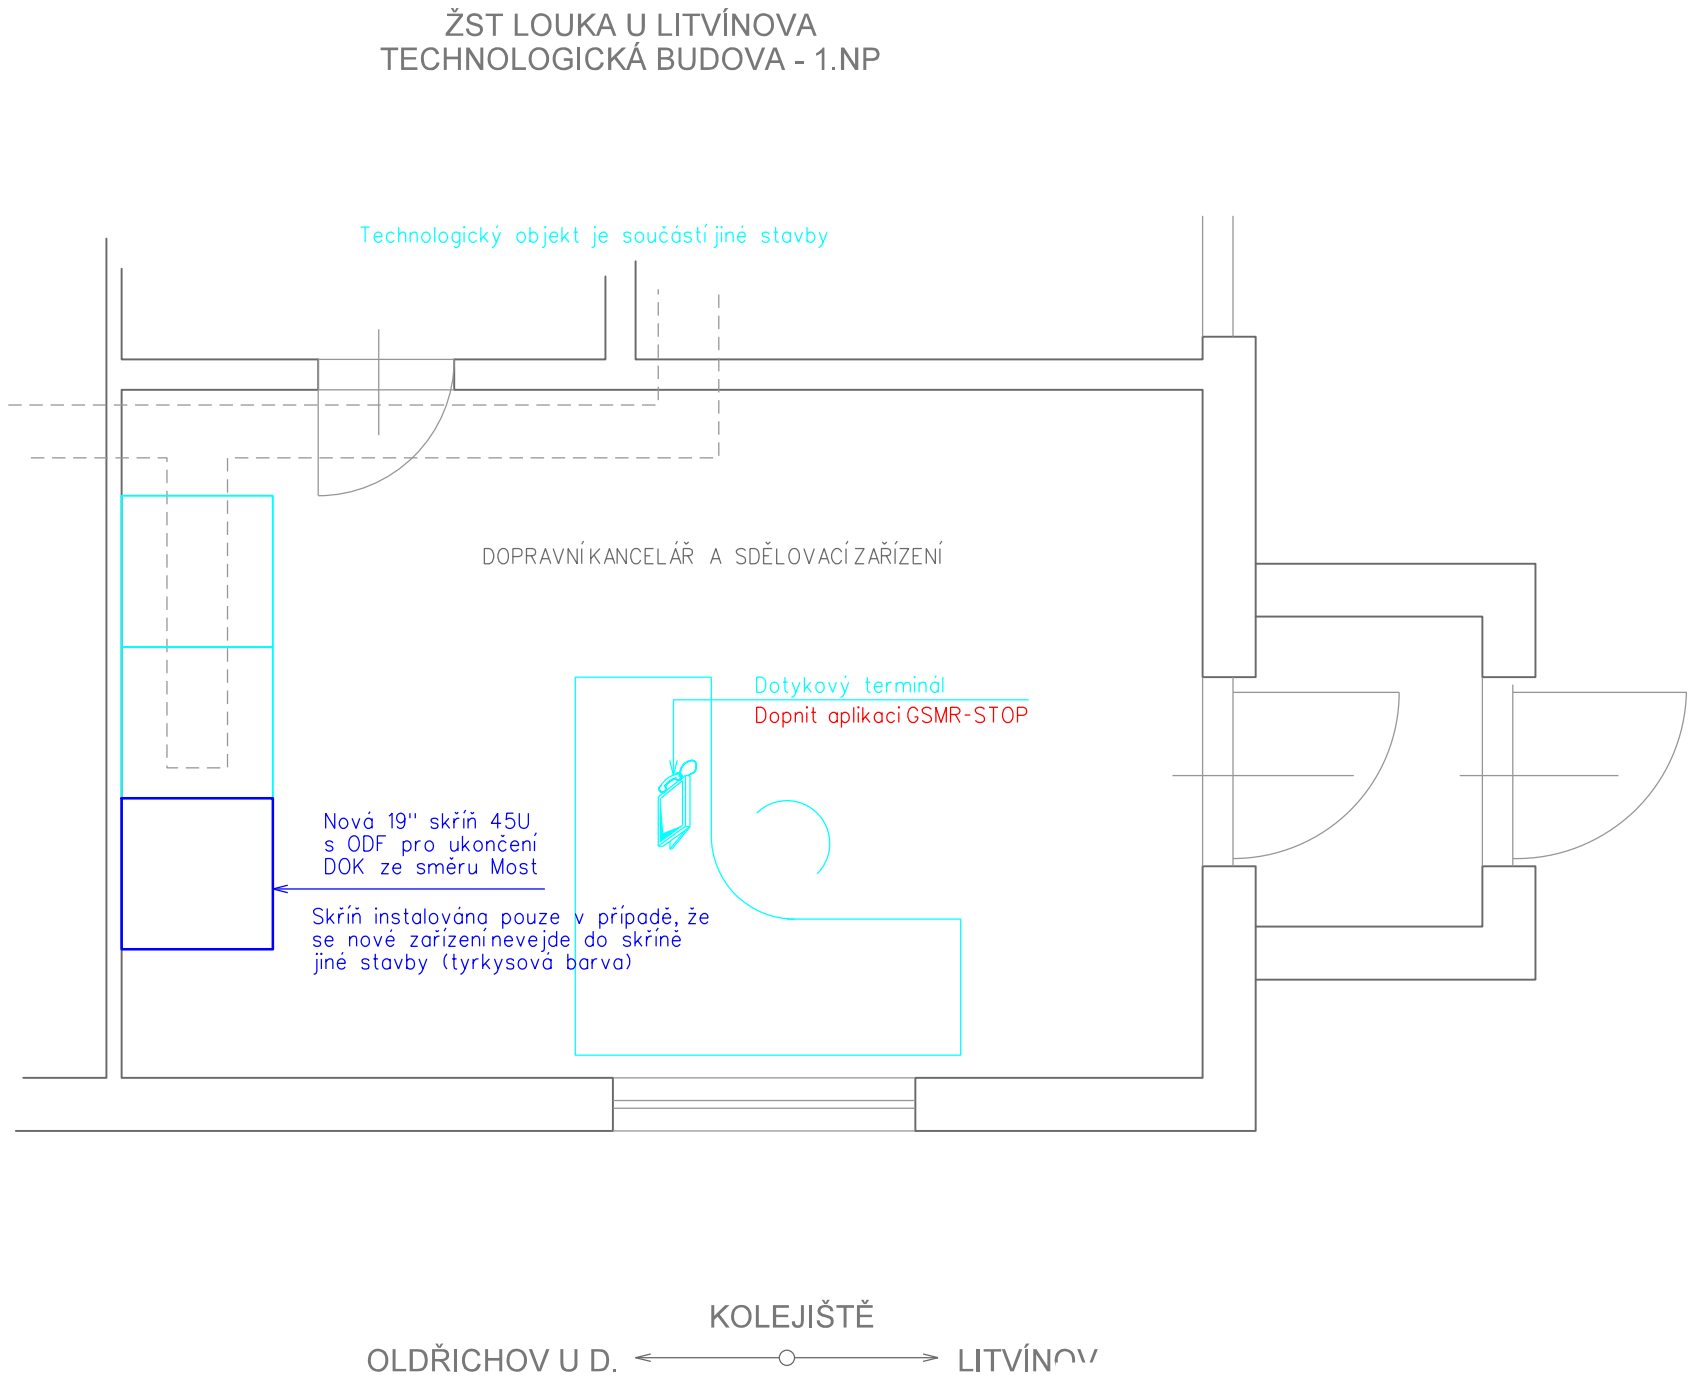 ŽST LOUKA U LITVÍNOVA
TECHNOLOGICKÁ BUDOVA - 1.NP
Technologický objekt je součástí jiné stavby
DOPRAVNÍ KANCELÁŘ A SDĚLOVACÍ ZAŘÍZENÍ
Dotykový terminál
Dopnit aplikaci GSMR-STOP
Nová 19" skříň 45U
s ODF pro ukončení
DOK ze směru Most
Skříň instalována pouze v případě, že
se nové zařízení nevejde do skříně
jiné stavby (tyrkysová barva)
KOLEJIŠTĚ
OLDŘICHOV U D.
LITVÍNOV